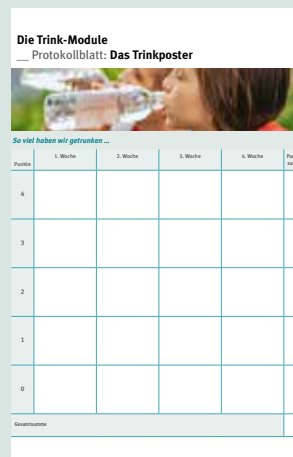 Die Trink-Module
__ Protokollblatt: Das Trinkposter
So viel haben wir getrunken ...
Punkte 1. Woche 2. Woche 3. Woche 4. Woche
4
3
2
1
0
Gesamtsumme